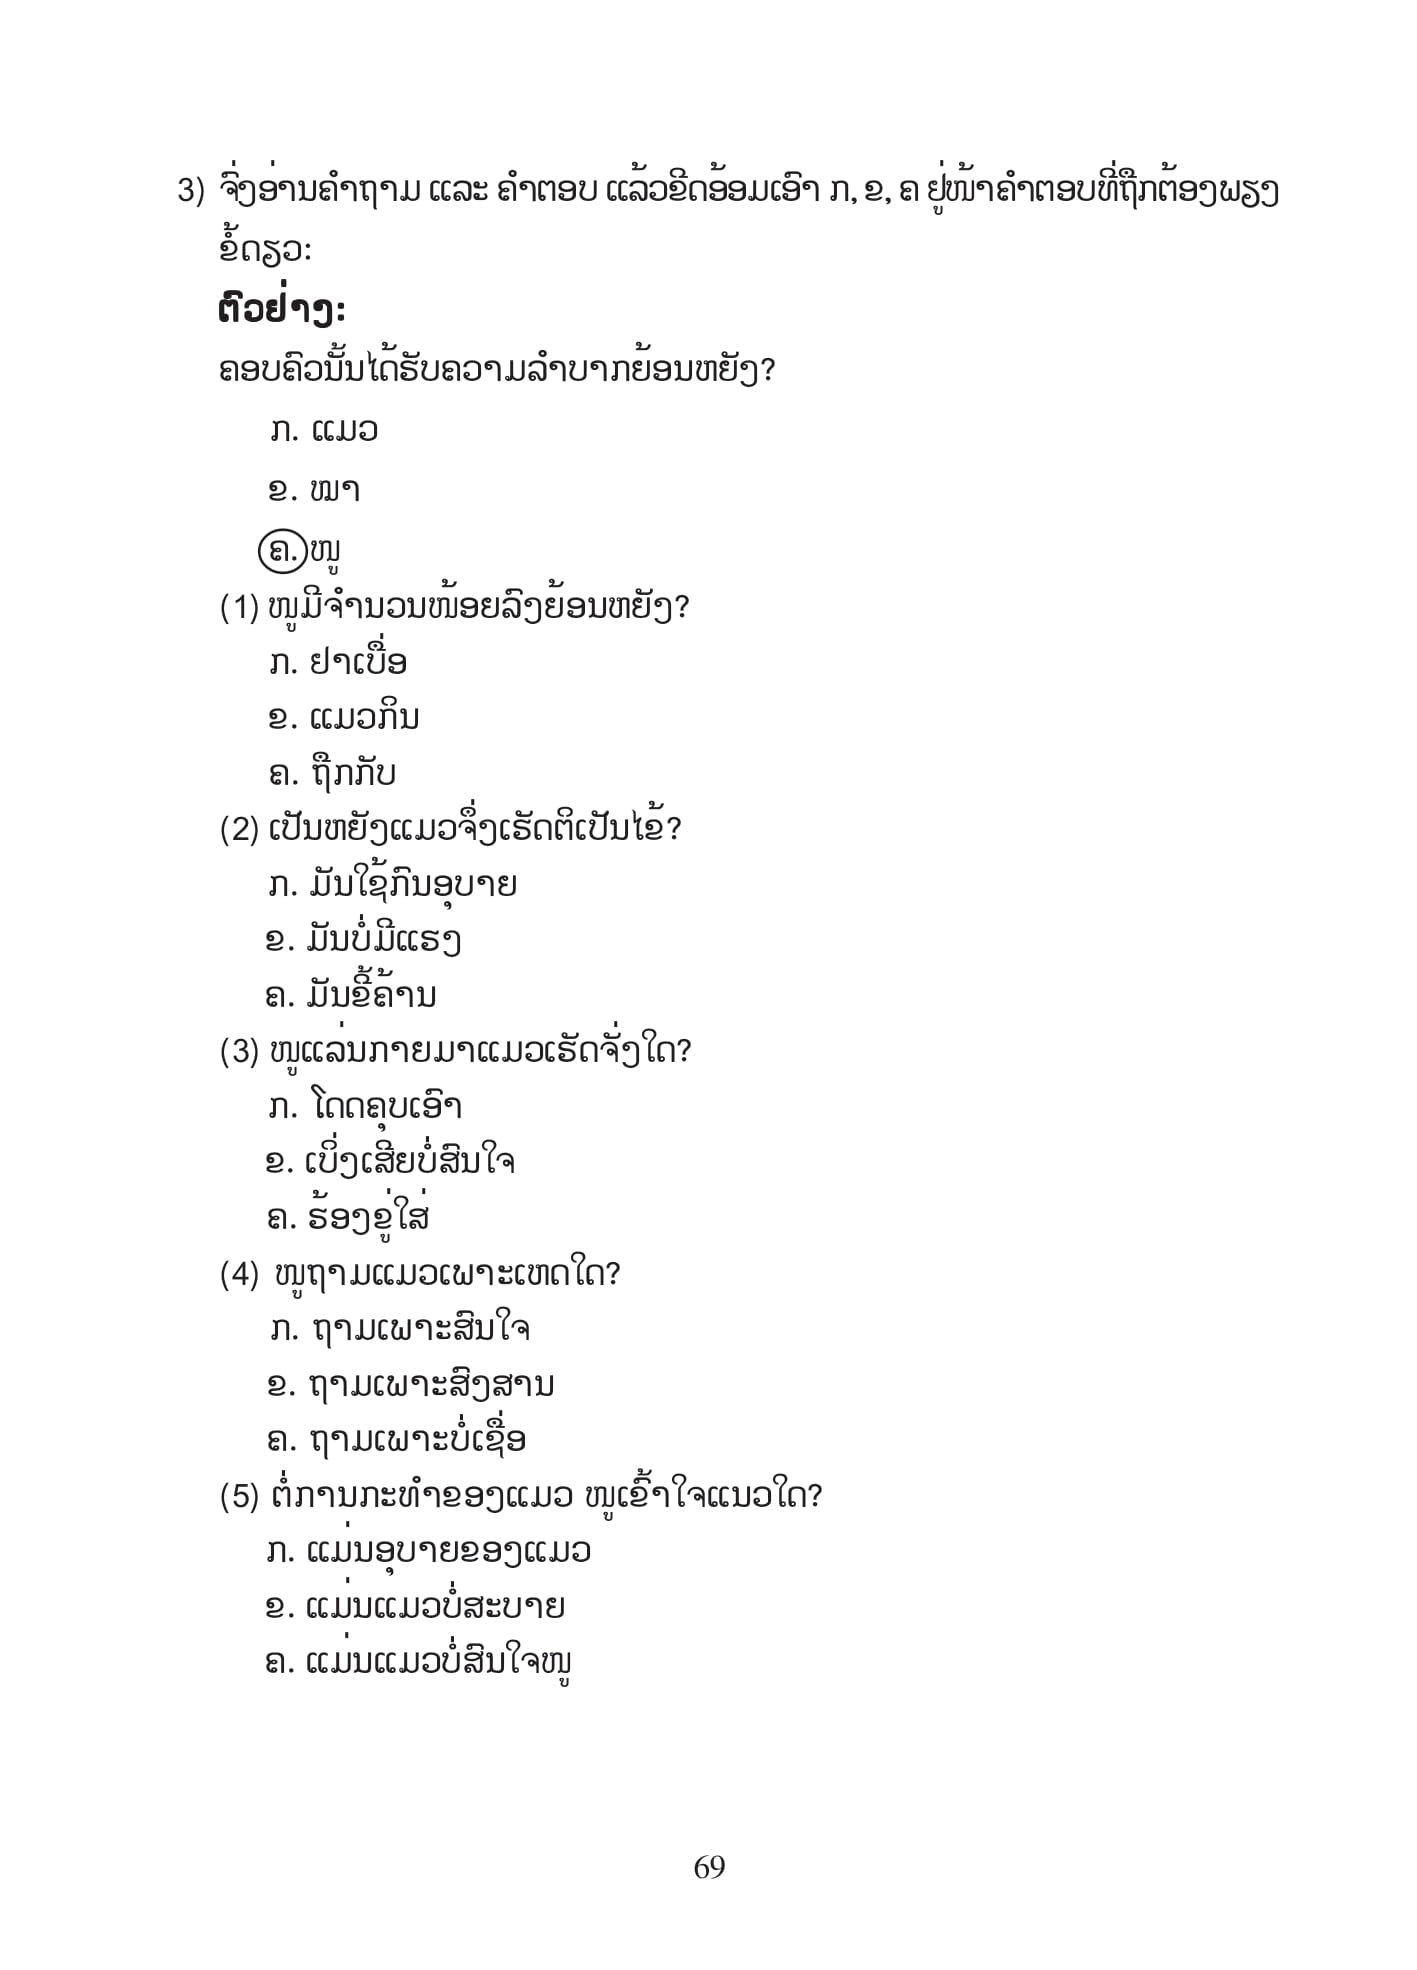 3) ຈົ່ງອ່ານຄຳຖາມ ແລະ ຄຳຕອບ ແລ້ວຂີດອ້ອມເອົາ ກ, ຂ, ຄ ຢູ່ໜ້າຄຳຕອບທີ່ຖືກຕ້ອງພຽງ
ຂໍ້ດຽວ:
ຕົວຢ່າງ:
ຄອບຄົວນັ້ນໄດ້ຮັບຄວາມລຳບາກຍ້ອນຫຍັງ?
ກ. ແມວ
ຂ. ໝາ
ຄ. ໜູ
(1) ໜູມີຈຳນວນໜ້ອຍລົງຍ້ອນຫຍັງ?
ກ. ຢາເບື່ອ
ຂ. ແມວກິນ
ຄ. ຖືກກັບ
(2) ເປັນຫຍັງແມວຈຶ່ງເຮັດຕິເປັນໄຂ້?
ກ. ມັນໃຊ້ກົນອຸບາຍ
ຂ. ມັນບໍ່ມີແຮງ
ຄ. ມັນຂີ້ຄ້ານ
(3) ໜູແລ່ນກາຍມາແມວເຮັດຈັ່ງໃດ?
ກ. ໂດດຄຸບເອົາ
ຂ. ເບິ່ງເສີຍບໍ່ສົນໃຈ
ຄ. ຮ້ອງຂູ່ໃສ່
(4) ໜູຖາມແມວເພາະເຫດໃດ?
ກ. ຖາມເພາະສົນໃຈ
ຂ. ຖາມເພາະສົງສານ
ຄ. ຖາມເພາະບໍ່ເຊື່ອ
(5) ຕໍ່ການກະທຳຂອງແມວ ໜູເຂົ້າໃຈແນວໃດ?
ກ. ແມ່ນອຸບາຍຂອງແມວ
ຂ. ແມ່ນແມວບໍ່ສະບາຍ
ຄ. ແມ່ນແມວບໍ່ສົນໃຈໜູ
69